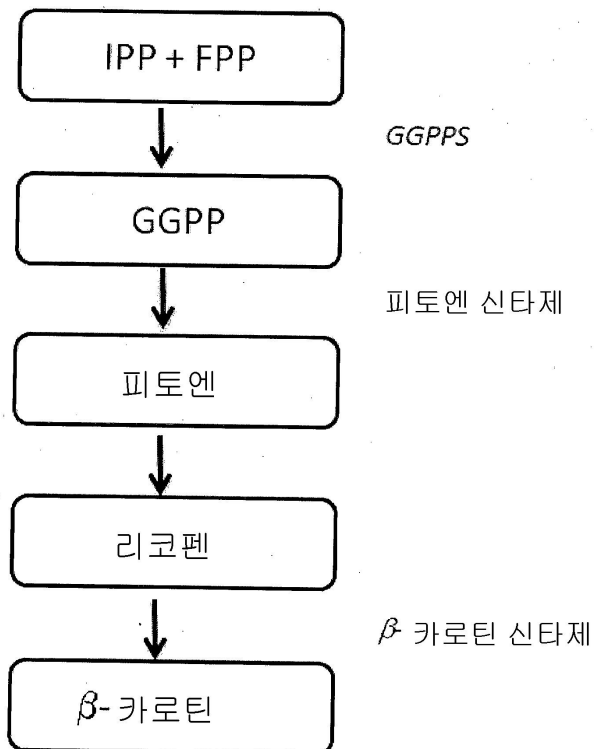 IPP + FPP
GGPPS
GGPP
피토엔 신타제
피토엔
리코펜
β- 카로틴 신타제
β- 카로틴